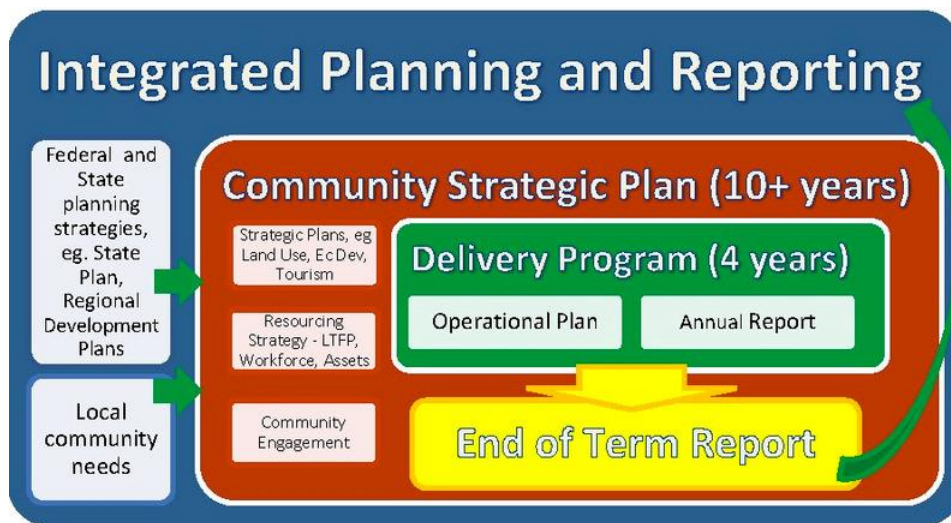 Integrated Planning and Reporting
Federal and
State
planning
strategies,
eg. State
Plan,
Regional
Development
Plans
Local
community
needs
Community Strategic Plan (10+ years)
Strategic Plans, eg
Land Use, EcDev,
Tourism
Resourcing
Strategy - LTFP,
Workforce, Assets
Community
Engagement
Delivery Program (4 years)
Operational Plan
Annual Report
End of Term Report